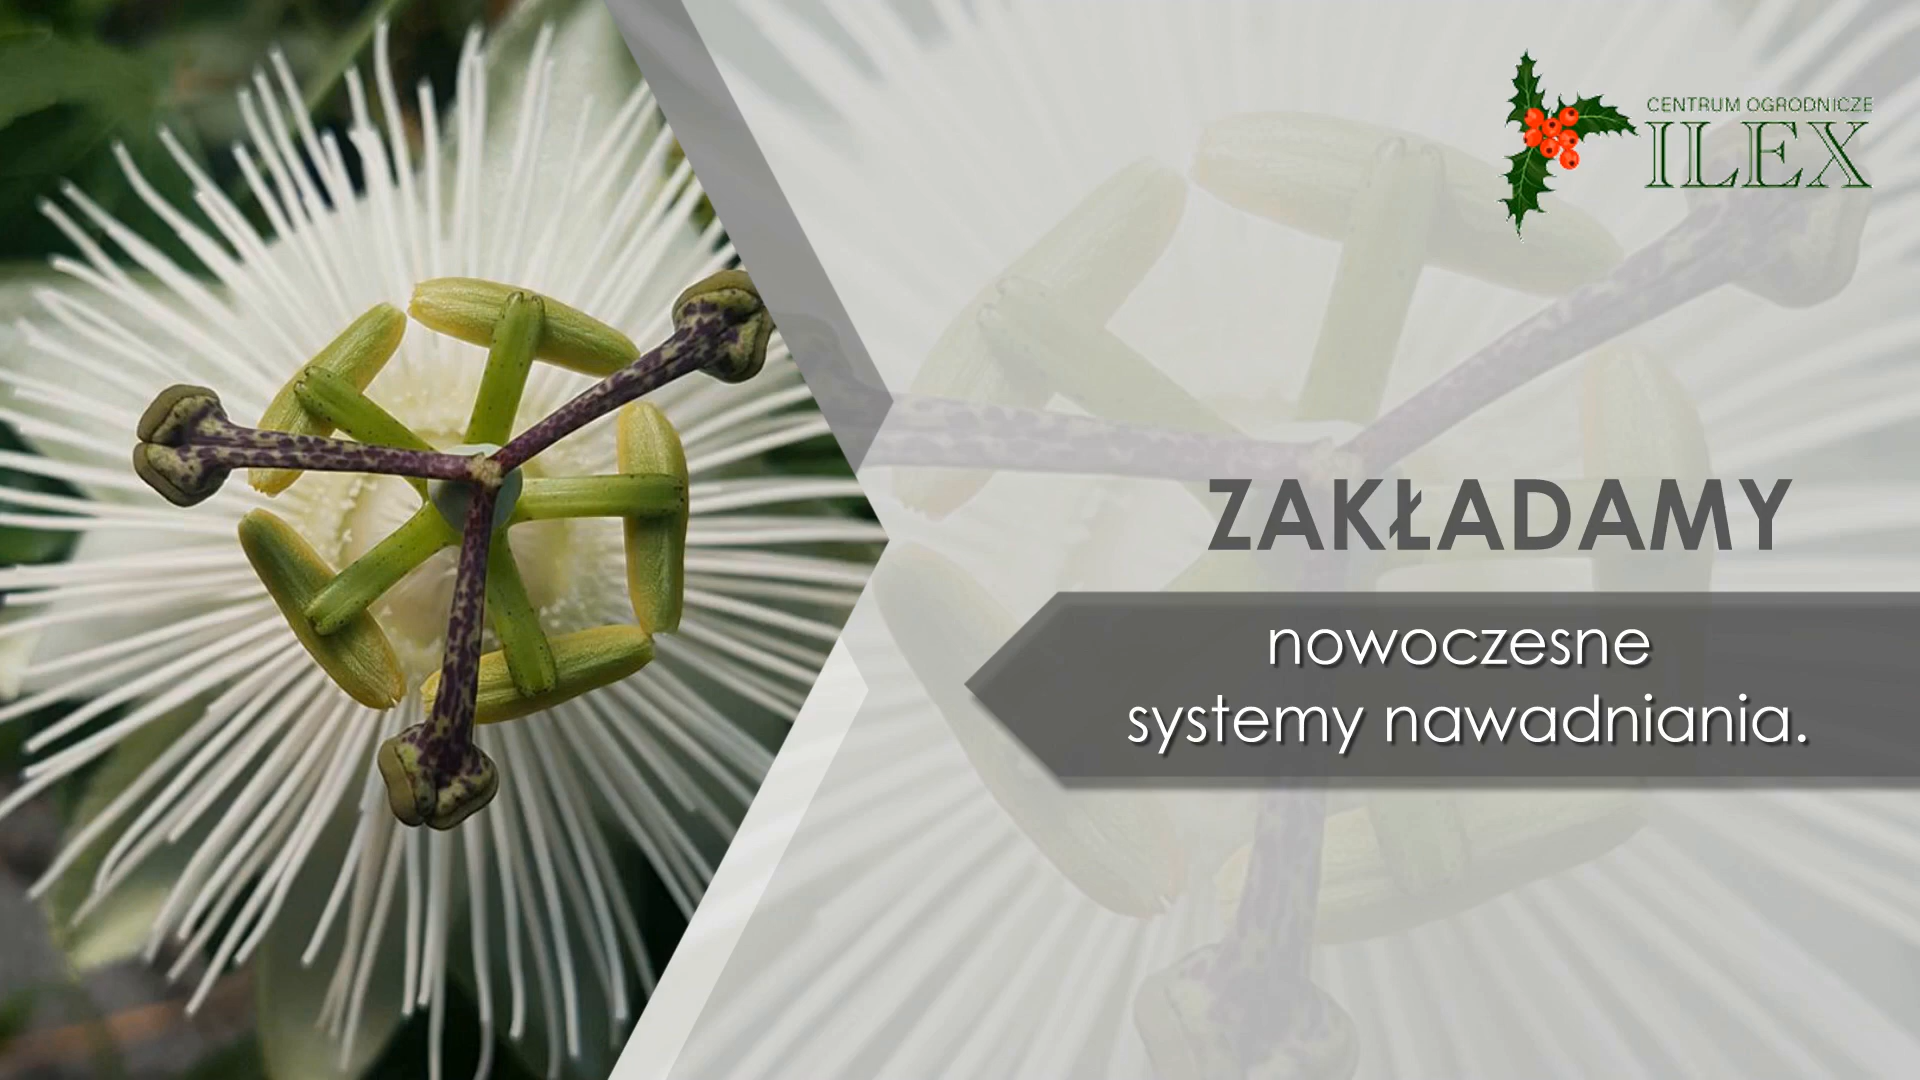 CENTRUM OGRODNICZE
ILEX
ZAKŁADAMY
nowoczesne
systemy nawadniania.